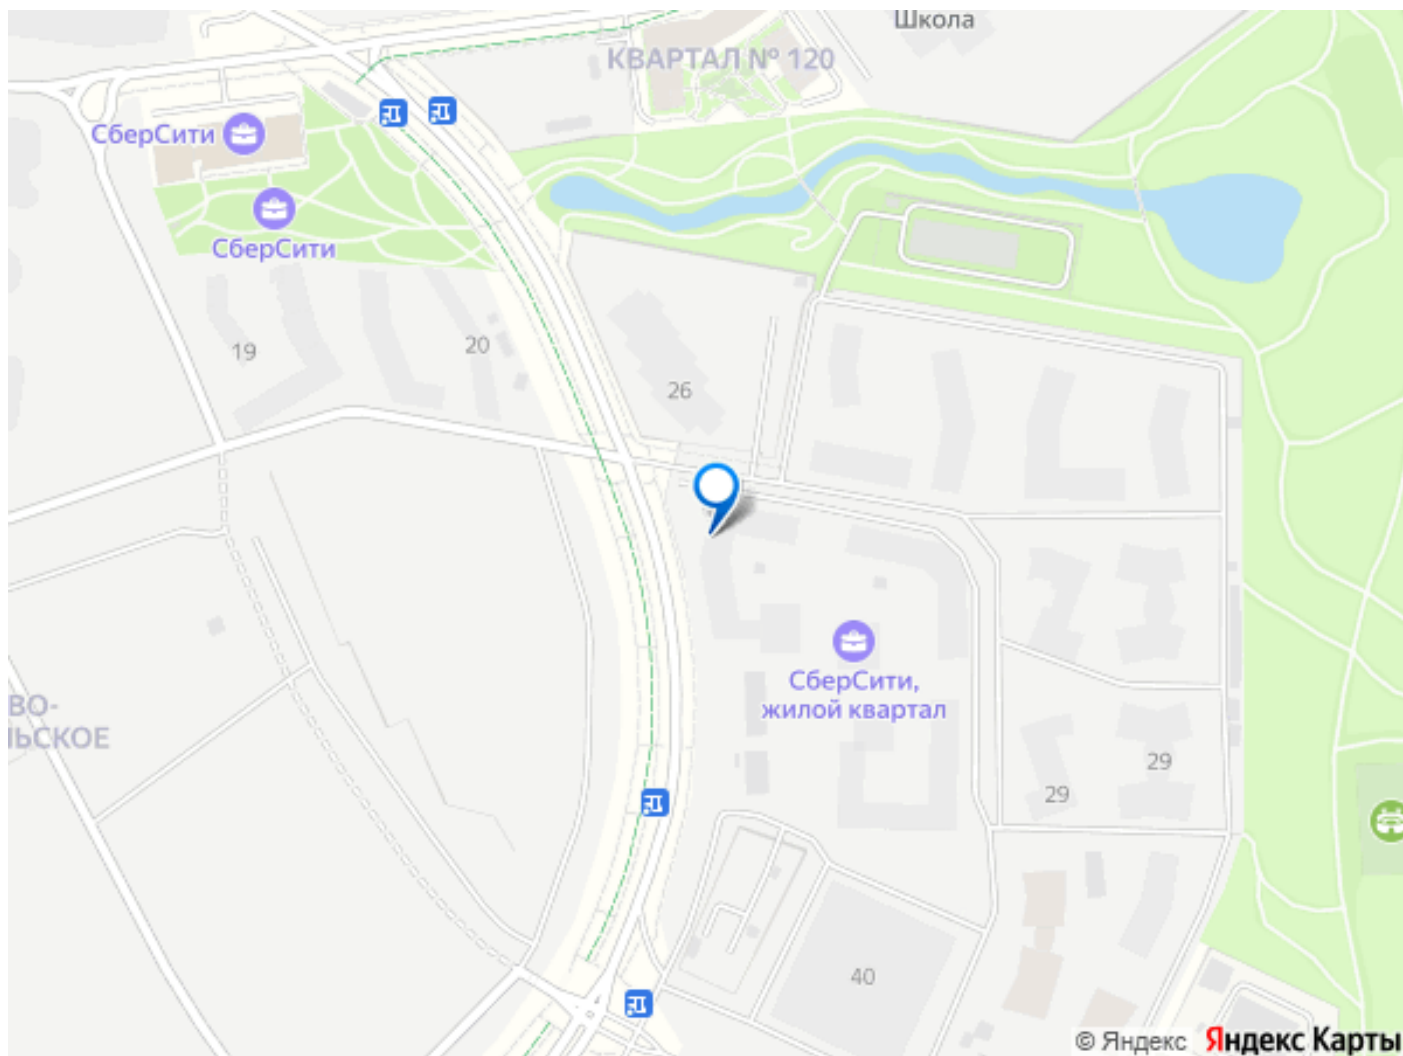 Школа
КВАРТАЛ № 120
СберСити
СберСити
19
20
26
СберСити,
жилой квартал
ВО-
ЛЬСКОЕ
29
29
40
© Яндекс Яндекс Карты